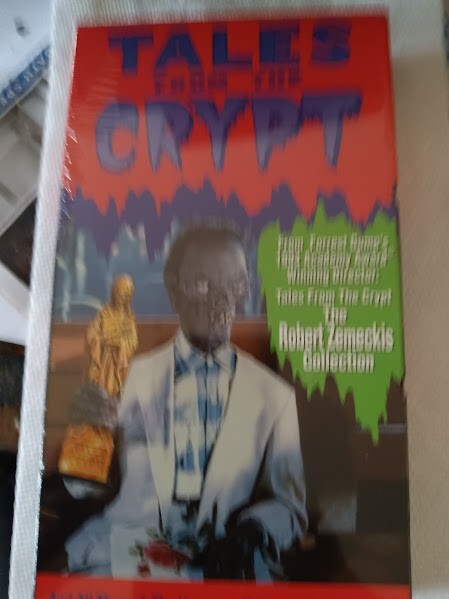 TALES
FROM THE
CRYPT
From Forrest Gump's
1995 Academy Award
Winning Director:
Tales From The Crypt
The
Robert Zemeckis
Collection